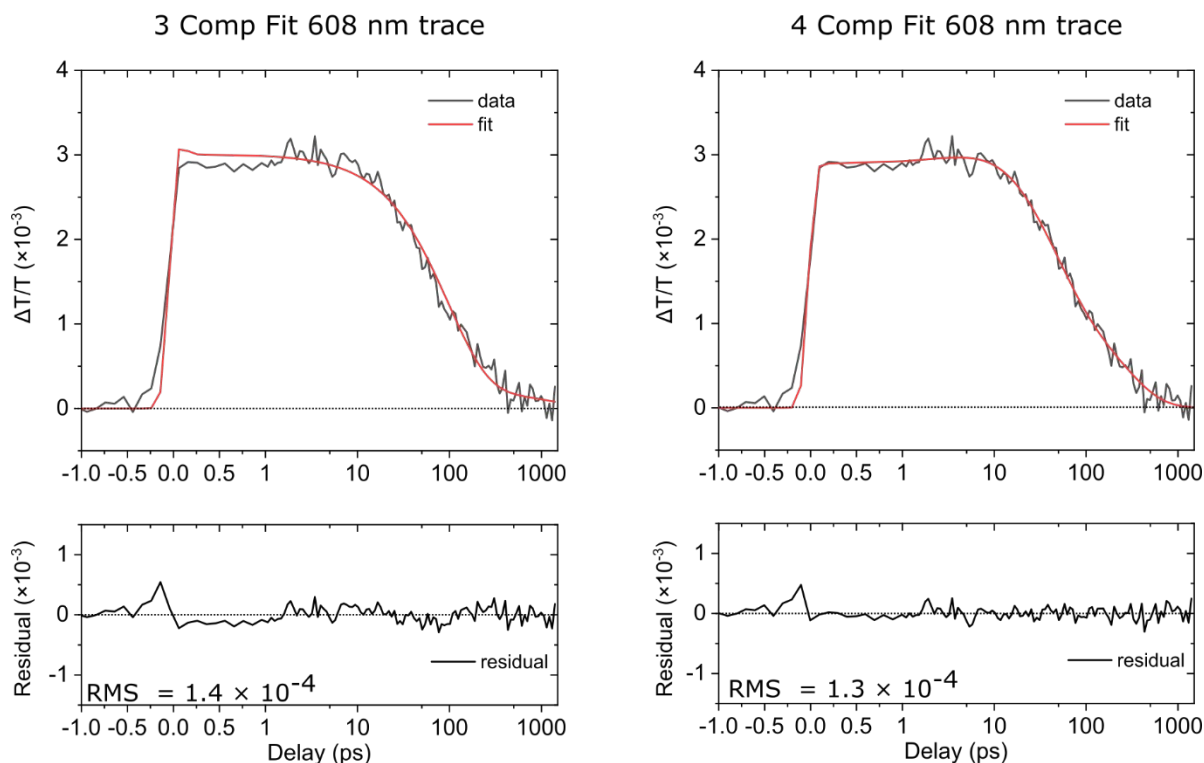 3 Comp Fit 608 nm trace
4
3
2
1
0
ΔT/T (×10⁻³)
data
fit
-1.0 -0.5 0.0 0.5 1 10 100 1000
1
0
-1
Residual (×10⁻³)
residual
RMS = 1.4 × 10⁻⁴
-1.0 -0.5 0.0 0.5 1 10 100 1000
Delay (ps)
4 Comp Fit 608 nm trace
4
3
2
1
0
ΔT/T (×10⁻³)
data
fit
-1.0 -0.5 0.0 0.5 1 10 100 1000
1
0
-1
Residual (×10⁻³)
residual
RMS = 1.3 × 10⁻⁴
-1.0 -0.5 0.0 0.5 1 10 100 1000
Delay (ps)